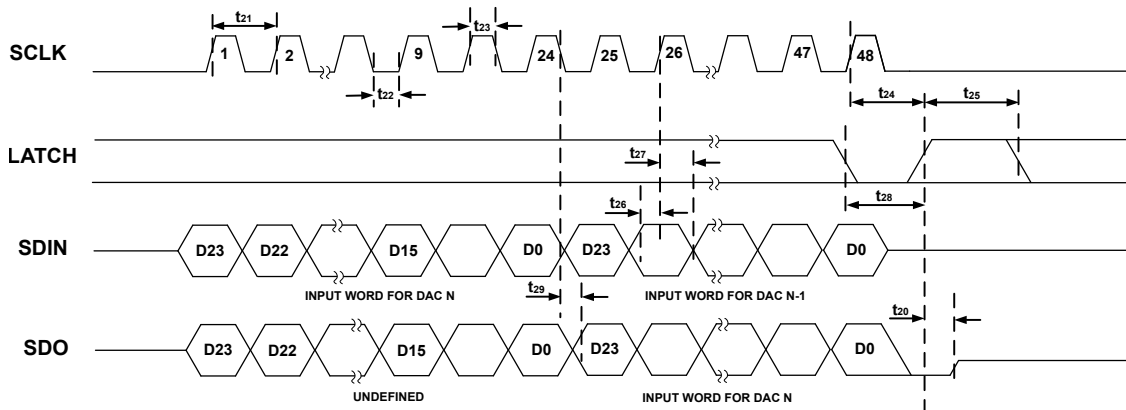 t21
t23
SCLK
1 2 9 24 25 26 47 48
t22
t24 t25
LATCH
t27
t28
t26
SDIN
D23 D22 D15 D0 D23 D0
INPUT WORD FOR DAC N INPUT WORD FOR DAC N-1
t29
t20
SDO
D23 D22 D15 D0 D23 D0
UNDEFINED INPUT WORD FOR DAC N